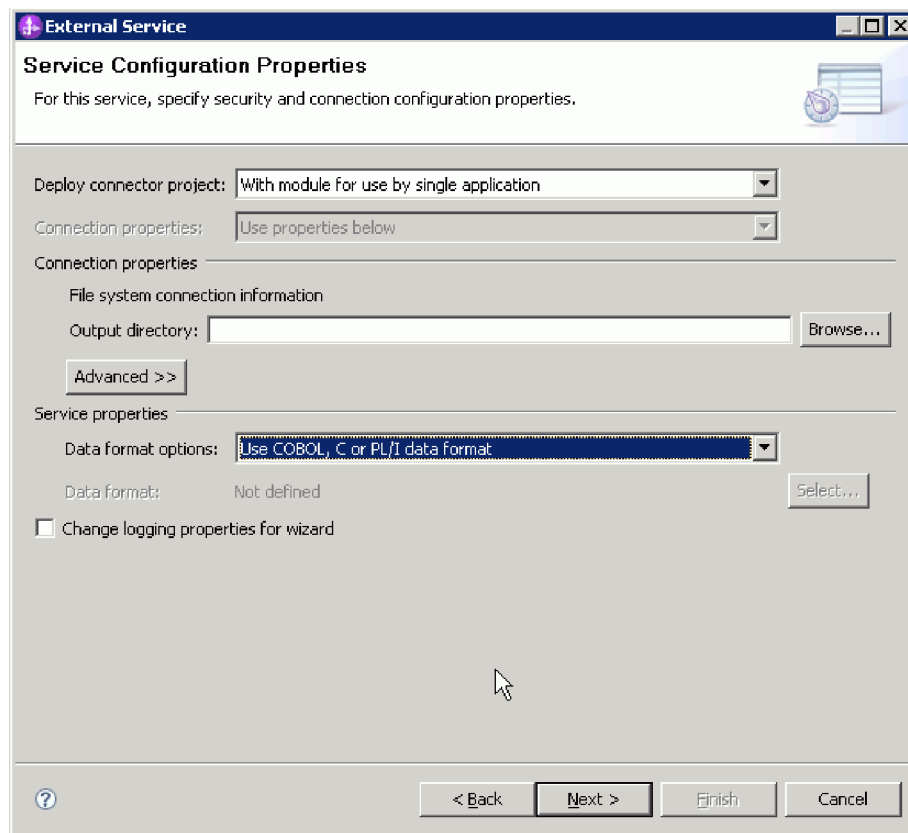 External Service
Service Configuration Properties
For this service, specify security and connection configuration properties.
Deploy connector project: With module for use by single application
Connection properties: Use properties below
Connection properties
File system connection information
Output directory: Browse...
Advanced >>
Service properties
Data format options: Use COBOL, C or PL/I data format
Data format: Not defined Select...
Change logging properties for wizard
? < Back Next > Finish Cancel